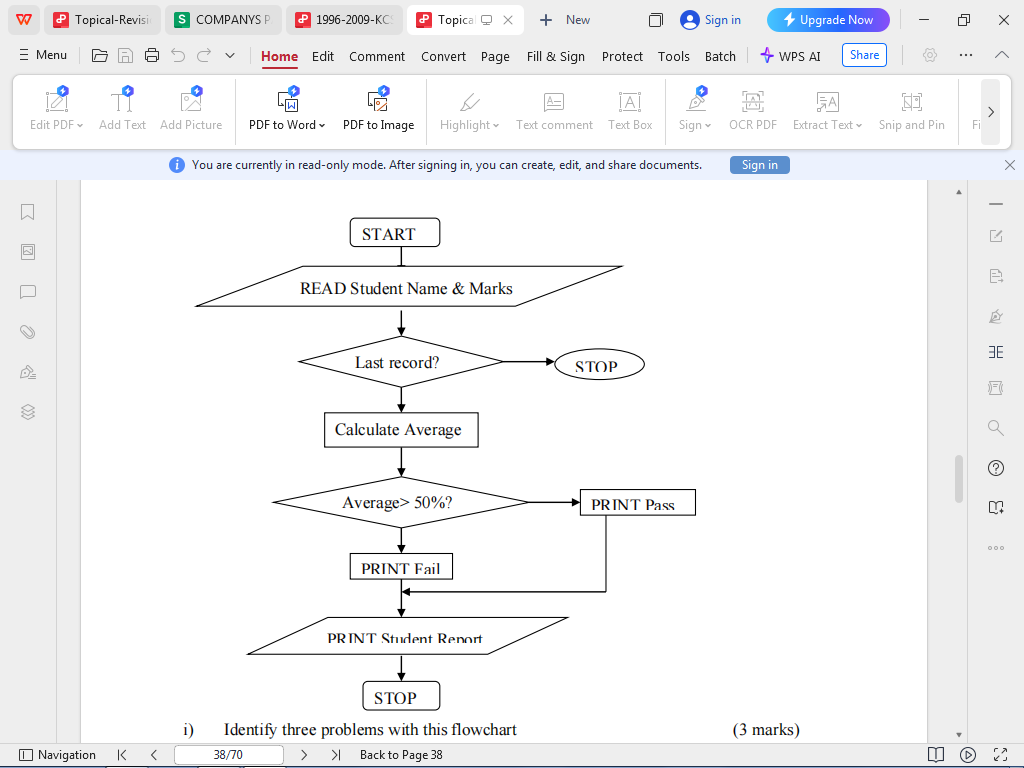 Topical-Revisi
COMPANYS P
1996-2009-KCS
Topical
New
Sign in
Upgrade Now
Menu
Home Edit Comment Convert Page Fill & Sign Protect Tools Batch WPS AI Share
Edit PDF Add Text Add Picture PDF to Word PDF to Image Highlight Text comment Text Box Sign OCR PDF Extract Text Snip and Pin Fi
You are currently in read-only mode. After signing in, you can create, edit, and share documents. Sign in
START
READ Student Name & Marks
Last record?
STOP
Calculate Average
Average> 50%?
PRINT Pass
PRINT Fail
PRINT Student Report
STOP
i) Identify three problems with this flowchart (3 marks)
Navigation 38/70 Back to Page 38